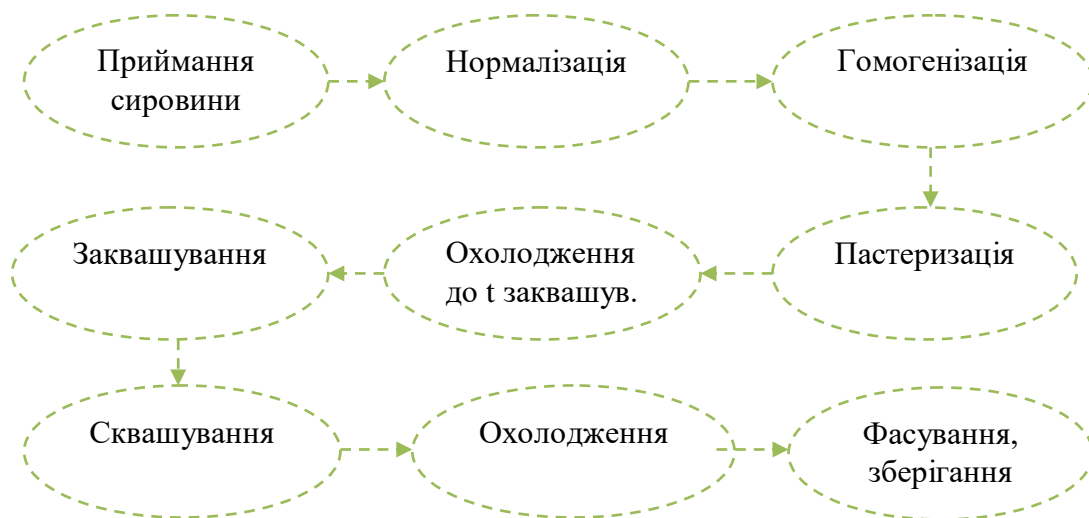 Приймання
сировини
Нормалізація
Гомогенізація
Пастеризація
Охолодження
до t заквашув.
Заквашування
Сквашування
Охолодження
Фасування,
зберігання